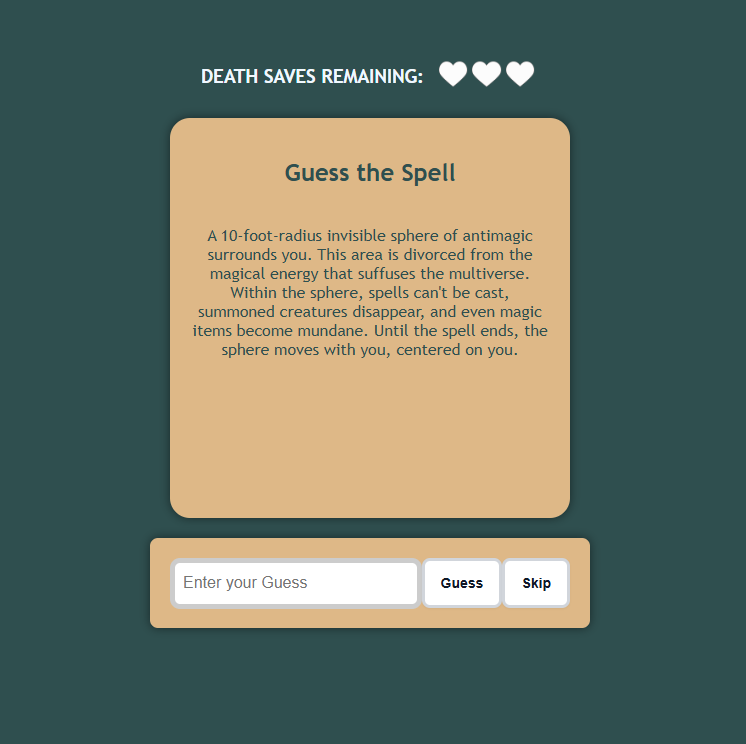 DEATH SAVES REMAINING:
Guess the Spell
A 10-foot-radius invisible sphere of antimagic
surrounds you. This area is divorced from the
magical energy that suffuses the multiverse.
Within the sphere, spells can't be cast,
summoned creatures disappear, and even magic
items become mundane. Until the spell ends, the
sphere moves with you, centered on you.
Enter your Guess Guess Skip